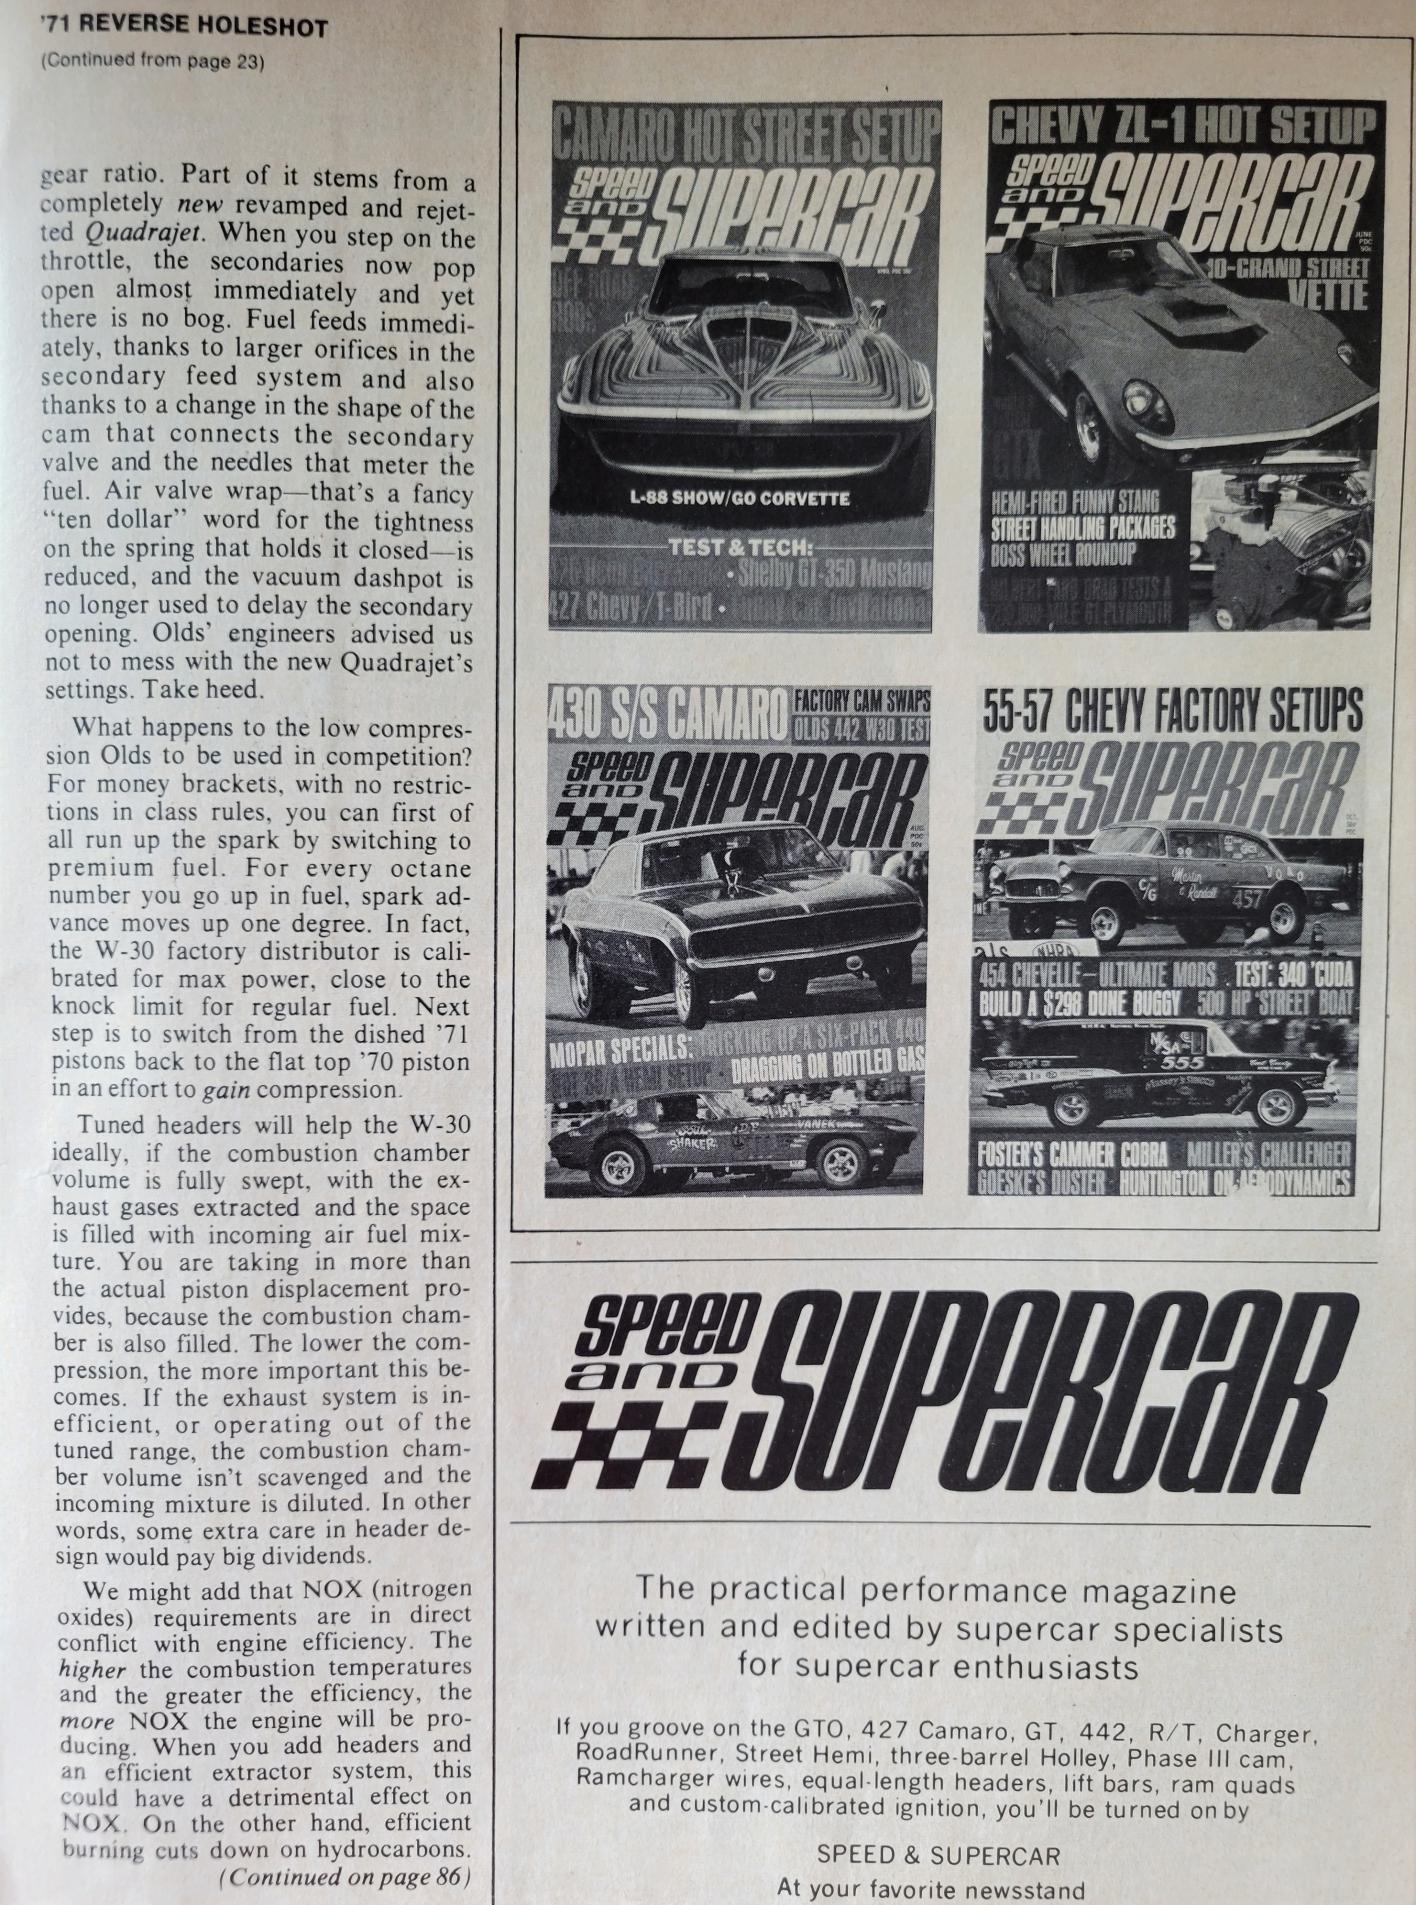 '71 REVERSE HOLESHOT
(Continued from page 23)
gear ratio. Part of it stems from a
completely new revamped and rejet-
ted Quadrajet. When you step on the
throttle, the secondaries now pop
open almost immediately and yet
there is no bog. Fuel feeds immedi-
ately, thanks to larger orifices in the
secondary feed system and also
thanks to a change in the shape of the
cam that connects the secondary
valve and the needles that meter the
fuel. Air valve wrap—that's a fancy
“ten dollar” word for the tightness
on the spring that holds it closed—is
reduced, and the vacuum dashpot is
no longer used to delay the secondary
opening. Olds' engineers advised us
not to mess with the new Quadrajet's
settings. Take heed.
What happens to the low compres-
sion Olds to be used in competition?
For money brackets, with no restric-
tions in class rules, you can first of
all run up the spark by switching to
premium fuel. For every octane
number you go up in fuel, spark ad-
vance moves up one degree. In fact,
the W-30 factory distributor is cali-
brated for max power, close to the
knock limit for regular fuel. Next
step is to switch from the dished '71
pistons back to the flat top '70 piston
in an effort to gain compression.
Tuned headers will help the W-30
ideally, if the combustion chamber
volume is fully swept, with the ex-
haust gases extracted and the space
is filled with incoming air fuel mix-
ture. You are taking in more than
the actual piston displacement pro-
vides, because the combustion cham-
ber is also filled. The lower the com-
pression, the more important this be-
comes. If the exhaust system is in-
efficient, or operating out of the
tuned range, the combustion cham-
ber volume isn't scavenged and the
incoming mixture is diluted. In other
words, some extra care in header de-
sign would pay big dividends.
We might add that NOX (nitrogen
oxides) requirements are in direct
conflict with engine efficiency. The
higher the combustion temperatures
and the greater the efficiency, the
more NOX the engine will be pro-
ducing. When you add headers and
an efficient extractor system, this
could have a detrimental effect on
NOX. On the other hand, efficient
burning cuts down on hydrocarbons.
(Continued on page 86)
CAMARO HOT STREET SETUP
SPEED and SUPERCAR
L-88 SHOW/GO CORVETTE
TEST & TECH:
• Shelby GT-350 Mustang
427 Chevy/T-Bird •
CHEVY ZL-1 HOT SETUP
SPEED and SUPERCAR
JUNE
PDC
50c
10-GRAND STREET
VETTE
GTX
HEMI-FIRED FUNNY STANG
STREET HANDLING PACKAGES
BOSS WHEEL ROUNDUP
430 S/S CAMARO
FACTORY CAM SWAPS
OLDS 442 W30 TEST
SPEED and SUPERCAR
AUG.
PDC
50c
MOPAR SPECIALS:
TRICKING UP A SIX-PACK 440
HEMI SETUP • DRAGGING ON BOTTLED GAS
SHAKER
VANEK
55-57 CHEVY FACTORY SETUPS
SPEED and SUPERCAR
C/G
Martin & Randall
457
NHRA
454 CHEVELLE—ULTIMATE MODS TEST: 340 'CUDA
BUILD A $298 DUNE BUGGY 500 HP 'STREET' BOAT
555
FOSTER'S CAMMER COBRA MILLER'S CHALLENGER
GOESKE'S DUSTER HUNTINGTON ON AERODYNAMICS
SPEED and SUPERCAR
The practical performance magazine
written and edited by supercar specialists
for supercar enthusiasts
If you groove on the GTO, 427 Camaro, GT, 442, R/T, Charger,
RoadRunner, Street Hemi, three-barrel Holley, Phase III cam,
Ramcharger wires, equal-length headers, lift bars, ram quads
and custom-calibrated ignition, you'll be turned on by
SPEED & SUPERCAR
At your favorite newsstand